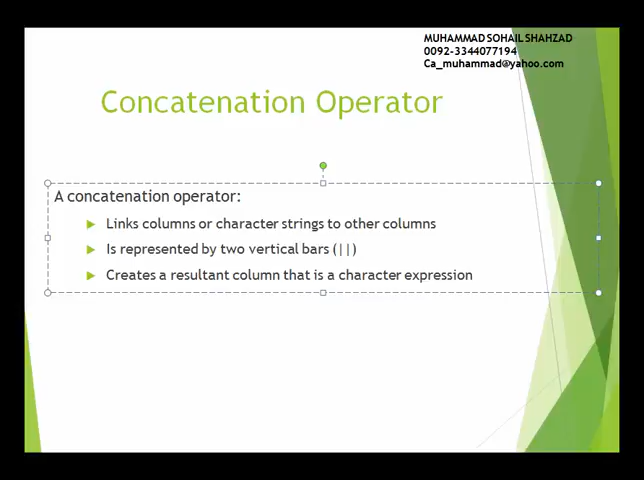 MUHAMMAD SOHAIL SHAHZAD
0092-3344077194
Ca_muhammad@yahoo.com
Concatenation Operator
A concatenation operator:
Links columns or character strings to other columns
Is represented by two vertical bars (||)
Creates a resultant column that is a character expression